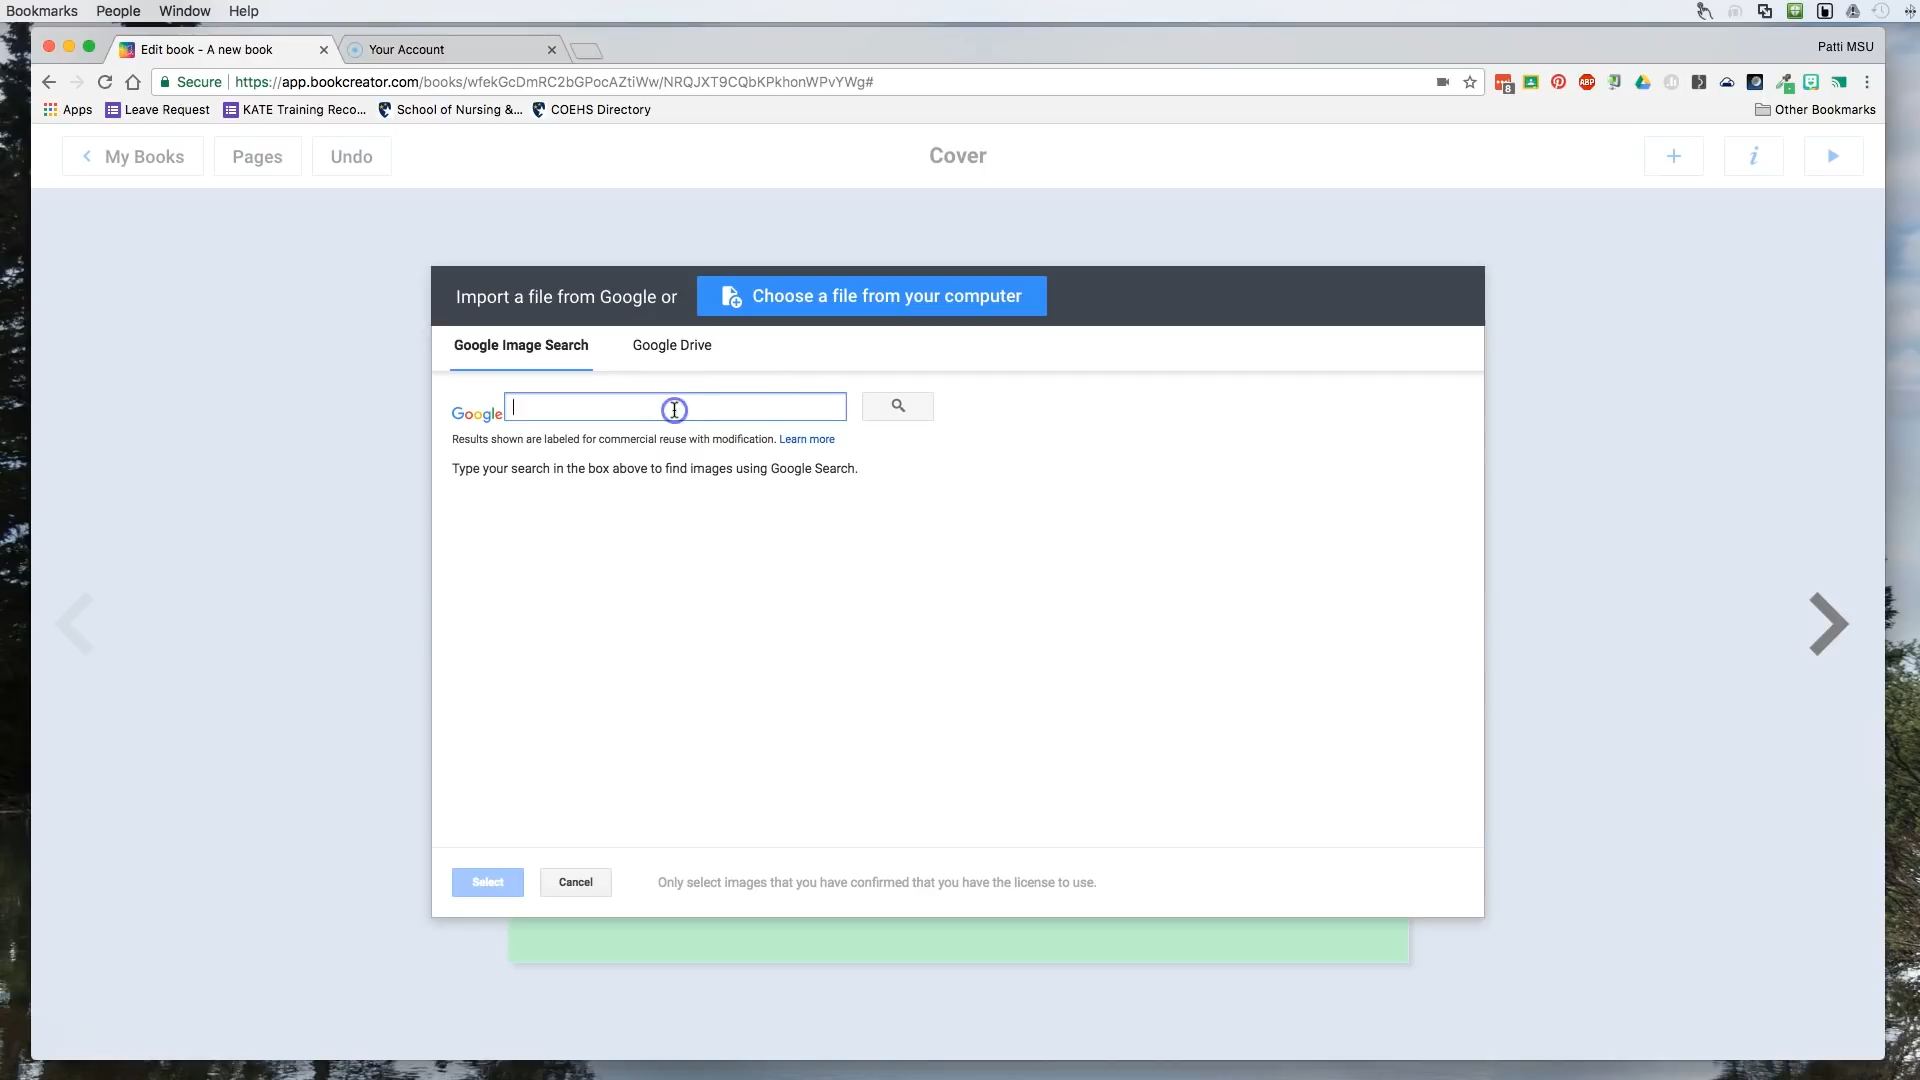 Bookmarks People Window Help
Edit book - A new book Your Account Patti MSU
Secure https://app.bookcreator.com/books/wfekGcDmRC2bGPocAZtiWw/NRQJXT9CQbKPkhonWPvYWg#
8 ABP
Apps Leave Request KATE Training Reco... School of Nursing &... COEHS Directory Other Bookmarks
My Books Pages Undo Cover
Import a file from Google or Choose a file from your computer
Google Image Search Google Drive
Google
Results shown are labeled for commercial reuse with modification. Learn more
Type your search in the box above to find images using Google Search.
Select Cancel Only select images that you have confirmed that you have the license to use.